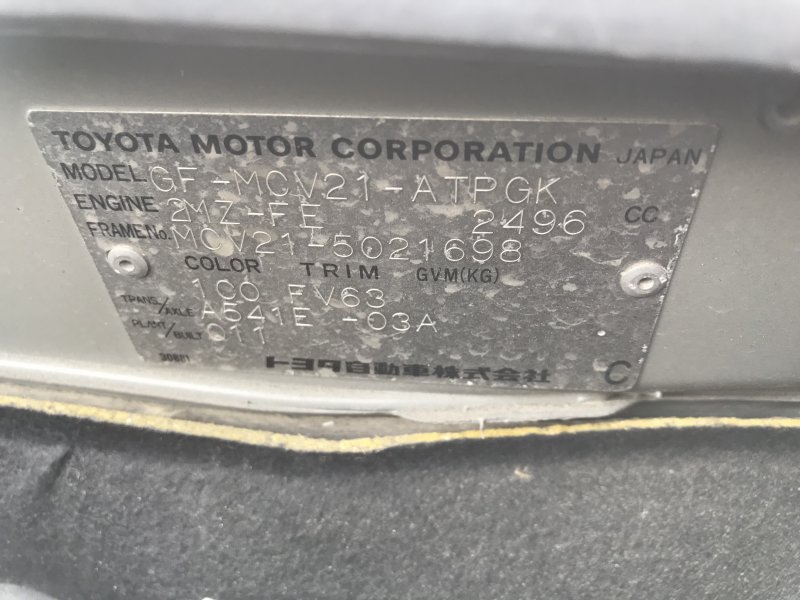 TOYOTA MOTOR CORPORATION JAPAN
MODEL GF-MCV21-ATPGK
ENGINE 2MZ-FE 2496 CC
FRAME No. MCV21-5021698
COLOR TRIM GVM(KG)
1C0 FV63
TRANS./AXLE A541E -03A
PLANT/BUILT 011
トヨタ自動車株式会社 C